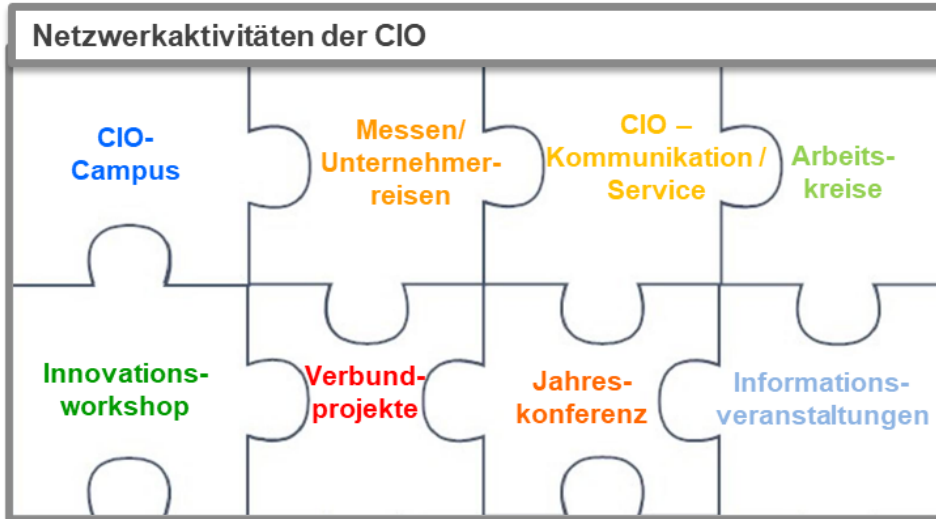 Netzwerkaktivitäten der CIO
CIO-
Campus
Messen/
Unternehmer-
reisen
CIO –
Kommunikation /
Service
Arbeits-
kreise
Innovations-
workshop
Verbund-
projekte
Jahres-
konferenz
Informations-
veranstaltungen